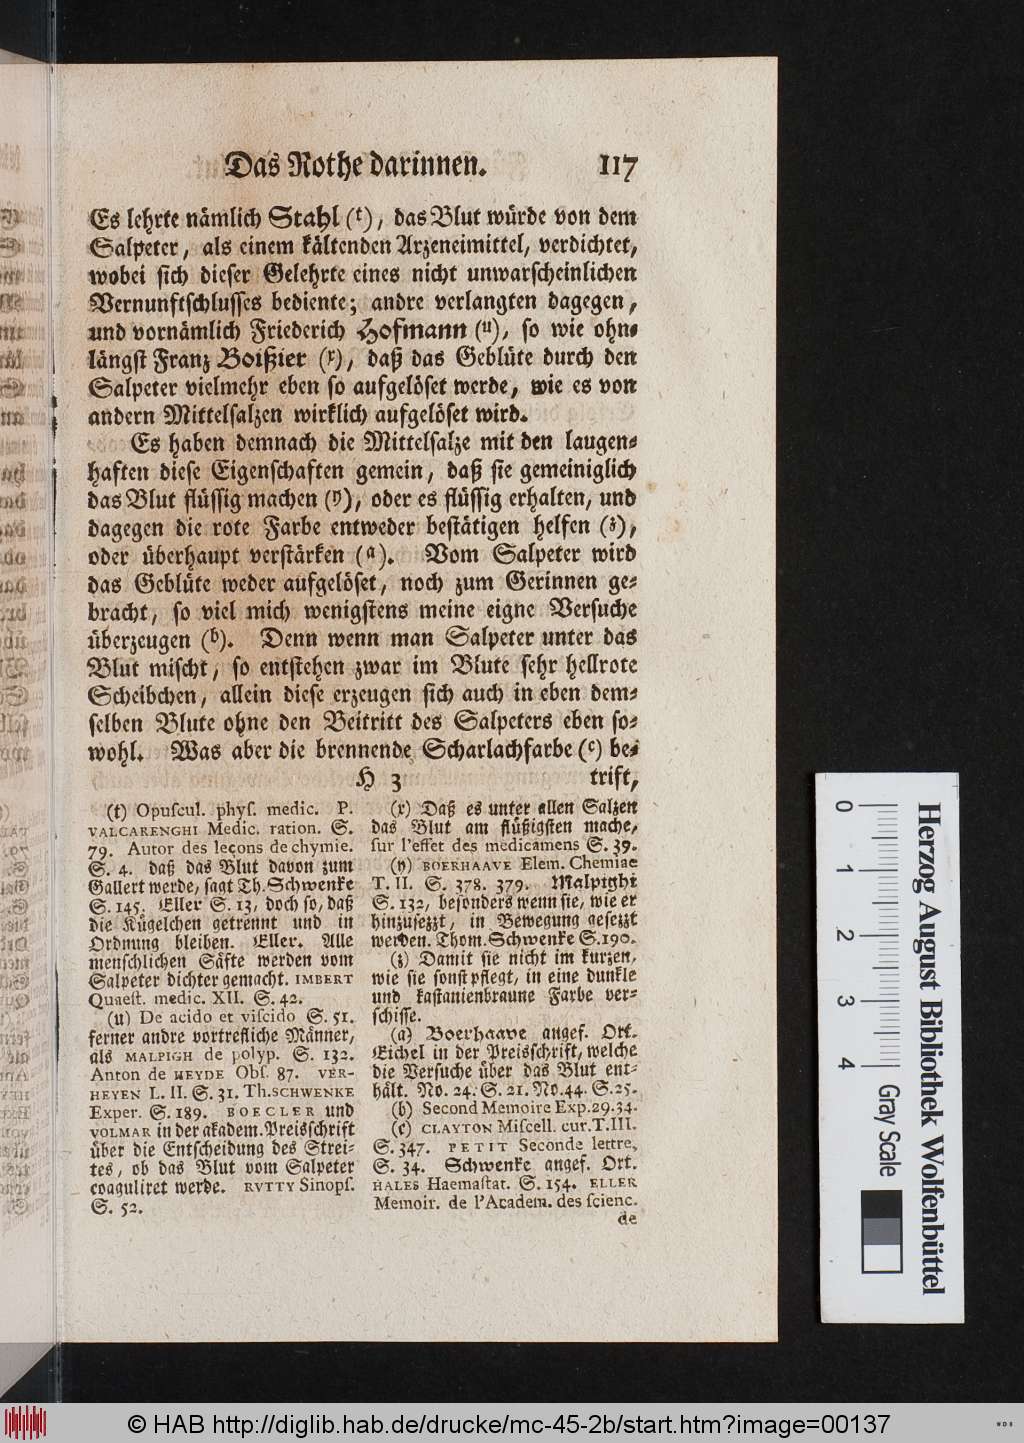 Das Rothe darinnen. 117
Es lehrte nämlich Stahl (t), das Blut würde von dem
Salpeter, als einem kältenden Arzeneimittel, verdichtet,
wobei sich dieser Gelehrte eines nicht unwarscheinlichen
Vernunftschlusses bediente; andre verlangten dagegen,
und vornämlich Friederich Hofmann (u), so wie ohn-
längst Franz Boißier (x), daß das Geblüte durch den
Salpeter vielmehr eben so aufgelöset werde, wie es von
andern Mittelsalzen wirklich aufgelöset wird.
Es haben demnach die Mittelsalze mit den laugen-
haften diese Eigenschaften gemein, daß sie gemeiniglich
das Blut flüssig machen (y), oder es flüssig erhalten, und
dagegen die rote Farbe entweder bestätigen helfen (z),
oder überhaupt verstärken (a). Vom Salpeter wird
das Geblüte weder aufgelöset, noch zum Gerinnen ge-
bracht, so viel mich wenigstens meine eigne Versuche
überzeugen (b). Denn wenn man Salpeter unter das
Blut mischt, so entstehen zwar im Blute sehr hellrote
Scheibchen, allein diese erzeugen sich auch in eben dem-
selben Blute ohne den Beitritt des Salpeters eben so-
wohl. Was aber die brennende Scharlachfarbe (c) be-
H 3 trift,
(t) Opuscul. phys. medic. P.
VALCARENGHI Medic. ration. S.
79. Autor des leçons de chymie.
S. 4. daß das Blut davon zum
Gallert werde, sagt Th. Schwenke
S. 145. Eller S. 13, doch so, daß
die Kügelchen getrennt und in
Ordnung bleiben. Eller. Alle
menschlichen Säfte werden vom
Salpeter dichter gemacht. IMBERT
Quaest. medic. XII. S. 42.
(u) De acido et viscido S. 51.
ferner andre vortrefliche Männer,
als MALPIGH de polyp. S. 132.
Anton de HEYDE Obs. 87. VER-
HEYEN L. II. S. 31. Th. SCHWENKE
Exper. S. 189. BOECLER und
VOLMAR in der akadem. Preisschrift
über die Entscheidung des Strei-
tes, ob das Blut vom Salpeter
coaguliret werde. RVTTY Sinops.
S. 52.
(x) Daß es unter allen Salzen
das Blut am flüßigsten mache,
sur l'effet des medicamens S. 39.
(y) BOERHAAVE Elem. Chemiae
T. II. S. 378. 379. Malpighi
S. 132, besonders wenn sie, wie er
hinzusezzt, in Bewegung gesezzt
werden. Thom. Schwenke S. 190.
(z) Damit sie nicht im kurzen,
wie sie sonst pflegt, in eine dunkle
und kastanienbraune Farbe ver-
schisse.
(a) Boerhaave angef. Ort.
Eichel in der Preisschrift, welche
die Versuche über das Blut ent-
hält. No. 24. S. 21. No. 44. S. 25.
(b) Second Memoire Exp. 29. 34.
(c) CLAYTON Miscell. cur. T. III.
S. 347. PETIT Seconde lettre,
S. 34. Schwenke angef. Ort.
HALES Haemastat. S. 154. ELLER
Memoir. de l'Academ. des scienc.
de
0 1 2 3 4
Herzog August Bibliothek Wolfenbüttel
Gray Scale
© HAB http://diglib.hab.de/drucke/mc-45-2b/start.htm?image=00137